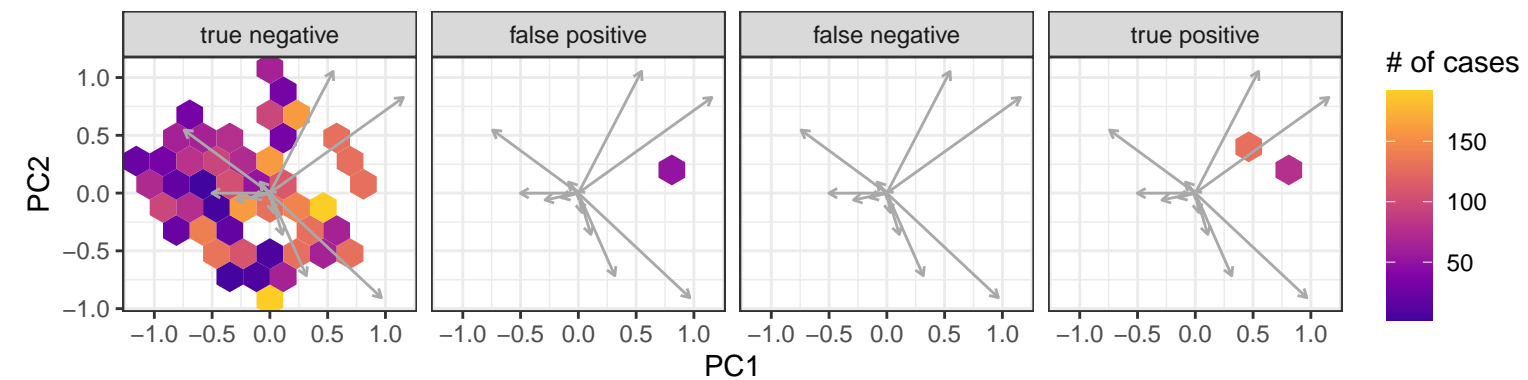 true negative
false positive
false negative
true positive
# of cases
150
100
50
PC2
1.0
0.5
0.0
−0.5
−1.0
−1.0 −0.5 0.0 0.5 1.0
−1.0 −0.5 0.0 0.5 1.0
−1.0 −0.5 0.0 0.5 1.0
−1.0 −0.5 0.0 0.5 1.0
PC1